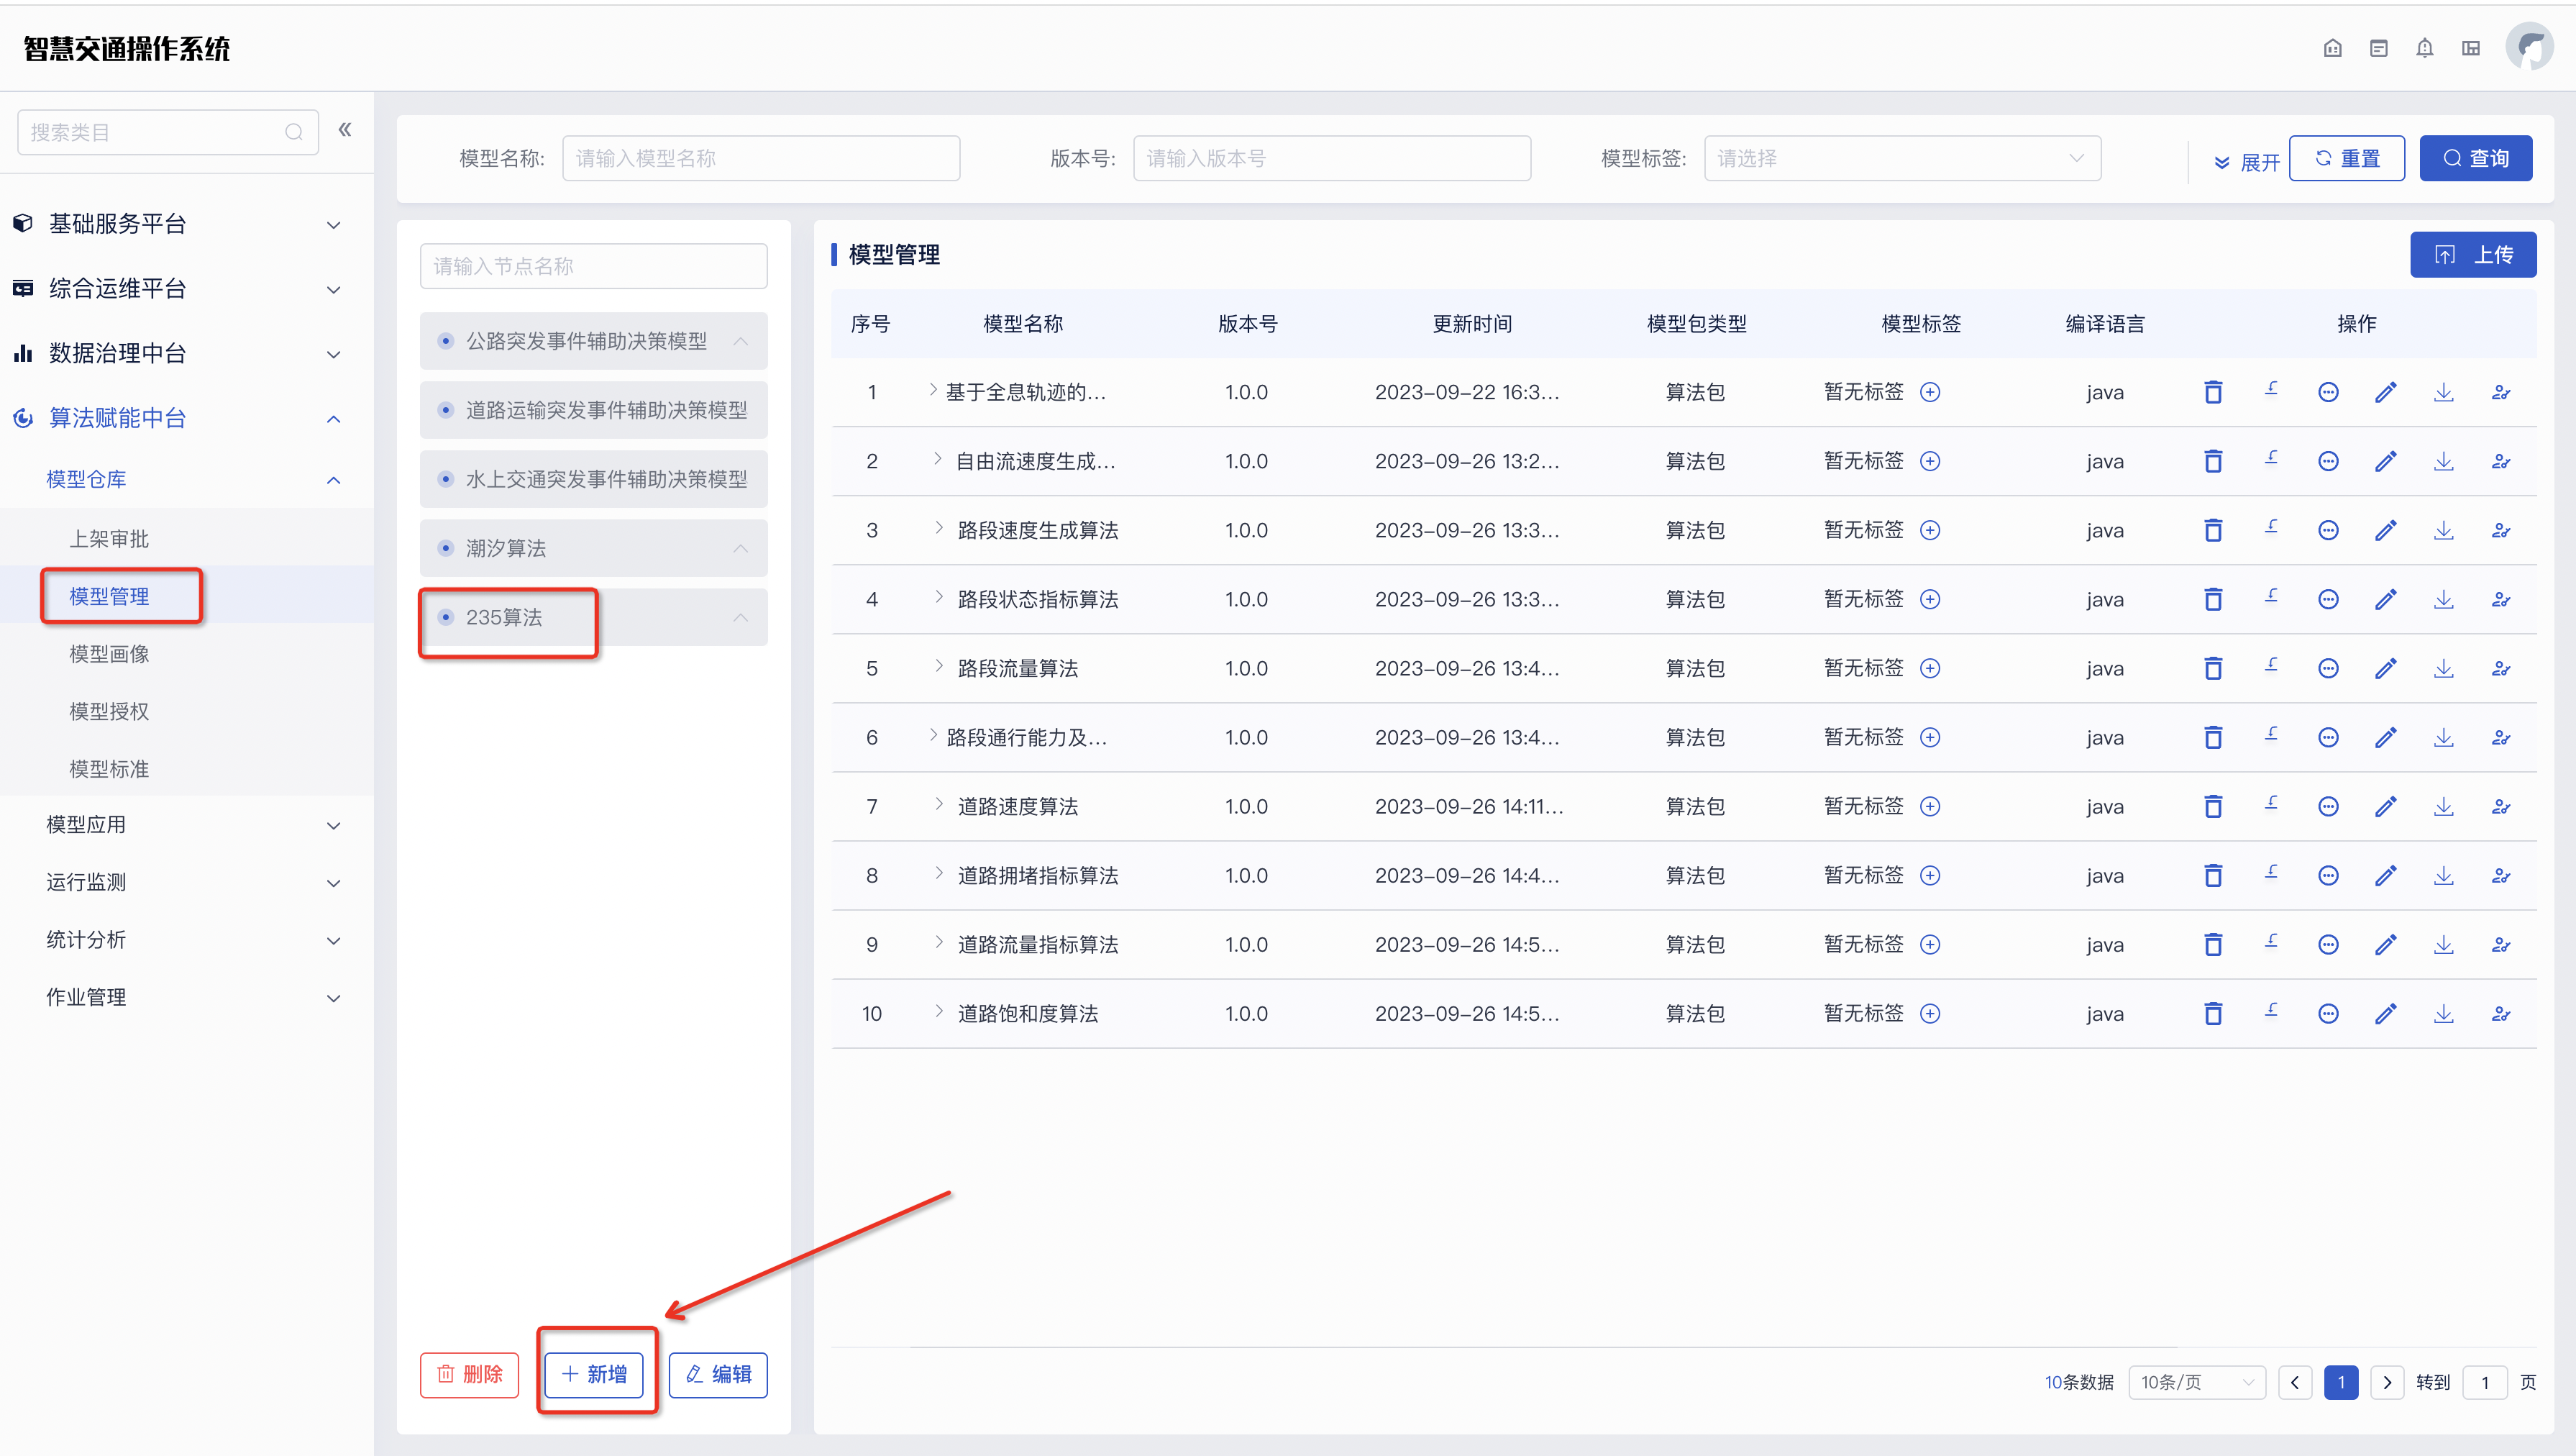 智慧交通操作系统
搜索类目
基础服务平台
综合运维平台
数据治理中台
算法赋能中台
模型仓库
上架审批
模型管理
模型画像
模型授权
模型标准
模型应用
运行监测
统计分析
作业管理
模型名称: 请输入模型名称 版本号: 请输入版本号 模型标签: 请选择 展开 重置 查询
请输入节点名称
公路突发事件辅助决策模型
道路运输突发事件辅助决策模型
水上交通突发事件辅助决策模型
潮汐算法
235算法
删除 新增 编辑
模型管理 上传
序号 模型名称 版本号 更新时间 模型包类型 模型标签 编译语言 操作
1 基于全息轨迹的... 1.0.0 2023-09-22 16:3... 算法包 暂无标签 java
2 自由流速度生成... 1.0.0 2023-09-26 13:2... 算法包 暂无标签 java
3 路段速度生成算法 1.0.0 2023-09-26 13:3... 算法包 暂无标签 java
4 路段状态指标算法 1.0.0 2023-09-26 13:3... 算法包 暂无标签 java
5 路段流量算法 1.0.0 2023-09-26 13:4... 算法包 暂无标签 java
6 路段通行能力及... 1.0.0 2023-09-26 13:4... 算法包 暂无标签 java
7 道路速度算法 1.0.0 2023-09-26 14:11... 算法包 暂无标签 java
8 道路拥堵指标算法 1.0.0 2023-09-26 14:4... 算法包 暂无标签 java
9 道路流量指标算法 1.0.0 2023-09-26 14:5... 算法包 暂无标签 java
10 道路饱和度算法 1.0.0 2023-09-26 14:5... 算法包 暂无标签 java
10条数据 10条/页 1 转到 1 页